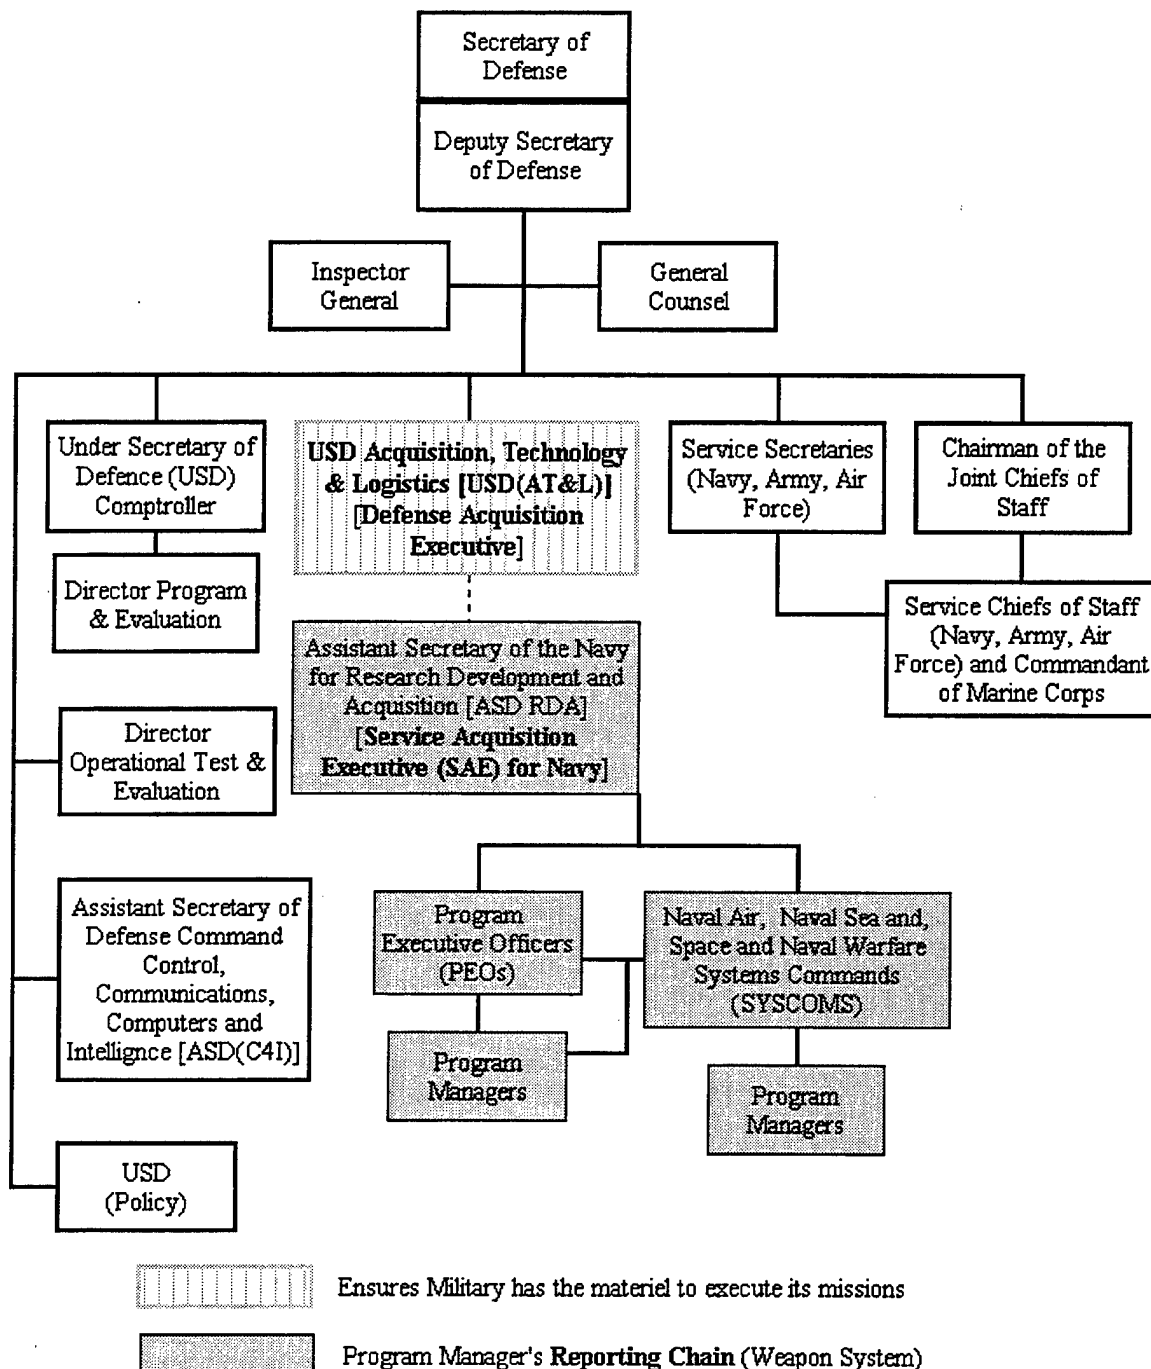 Secretary of
Defense
Deputy Secretary
of Defense
Inspector
General
General
Counsel
Under Secretary of
Defence (USD)
Comptroller
USD Acquisition, Technology
& Logistics [USD(AT&L)]
[Defense Acquisition
Executive]
Service Secretaries
(Navy, Army, Air
Force)
Chairman of the
Joint Chiefs of
Staff
Director Program
& Evaluation
Service Chiefs of Staff
(Navy, Army, Air
Force) and Commandant
of Marine Corps
Assistant Secretary of the Navy
for Research Development and
Acquisition [ASD RDA]
[Service Acquisition
Executive (SAE) for Navy]
Director
Operational Test &
Evaluation
Assistant Secretary of
Defense Command
Control,
Communications,
Computers and
Intellignce [ASD(C4I)]
Program
Executive Officers
(PEOs)
Naval Air, Naval Sea and,
Space and Naval Warfare
Systems Commands
(SYSCOMS)
Program
Managers
Program
Managers
USD
(Policy)
Ensures Military has the materiel to execute its missions
Program Manager's Reporting Chain (Weapon System)